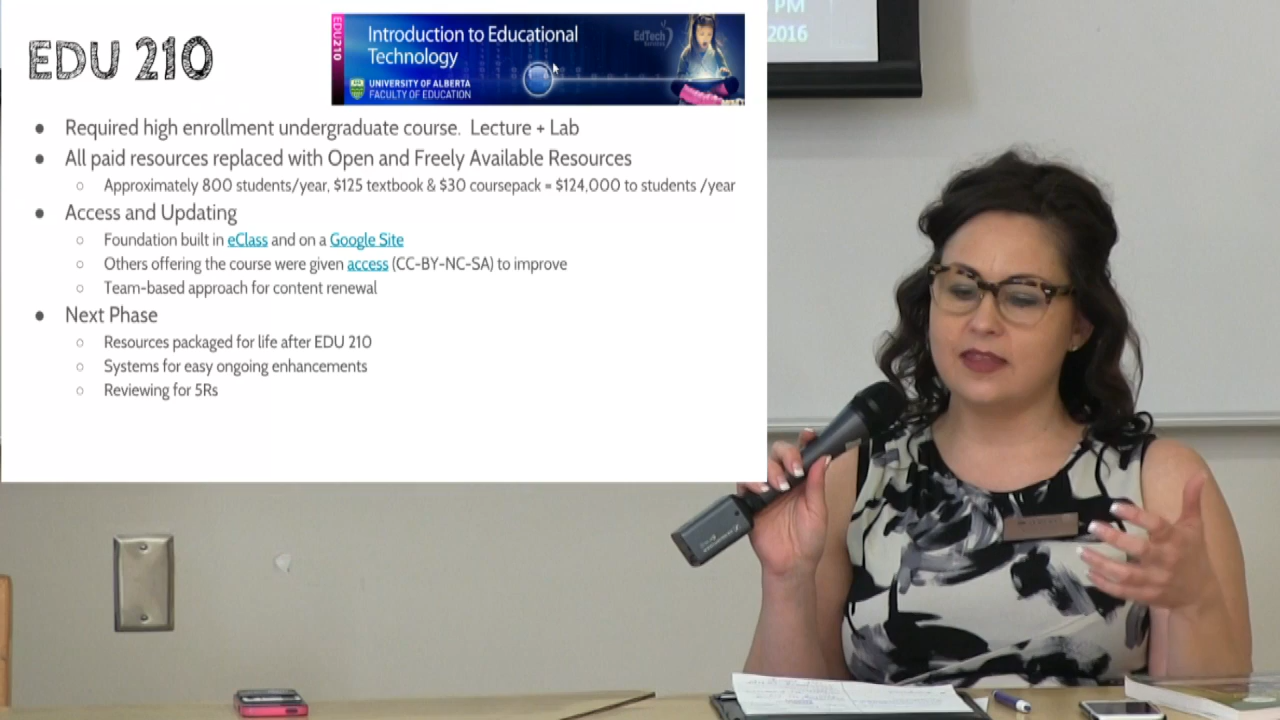 EDU 210
EDU210
Introduction to Educational
Technology
EdTech
UNIVERSITY OF ALBERTA
FACULTY OF EDUCATION
PM
2016
● Required high enrollment undergraduate course. Lecture + Lab
● All paid resources replaced with Open and Freely Available Resources
○ Approximately 800 students/year, $125 textbook & $30 coursepack = $124,000 to students /year
● Access and Updating
○ Foundation built in eClass and on a Google Site
○ Others offering the course were given access (CC-BY-NC-SA) to improve
○ Team-based approach for content renewal
● Next Phase
○ Resources packaged for life after EDU 210
○ Systems for easy ongoing enhancements
○ Reviewing for 5Rs